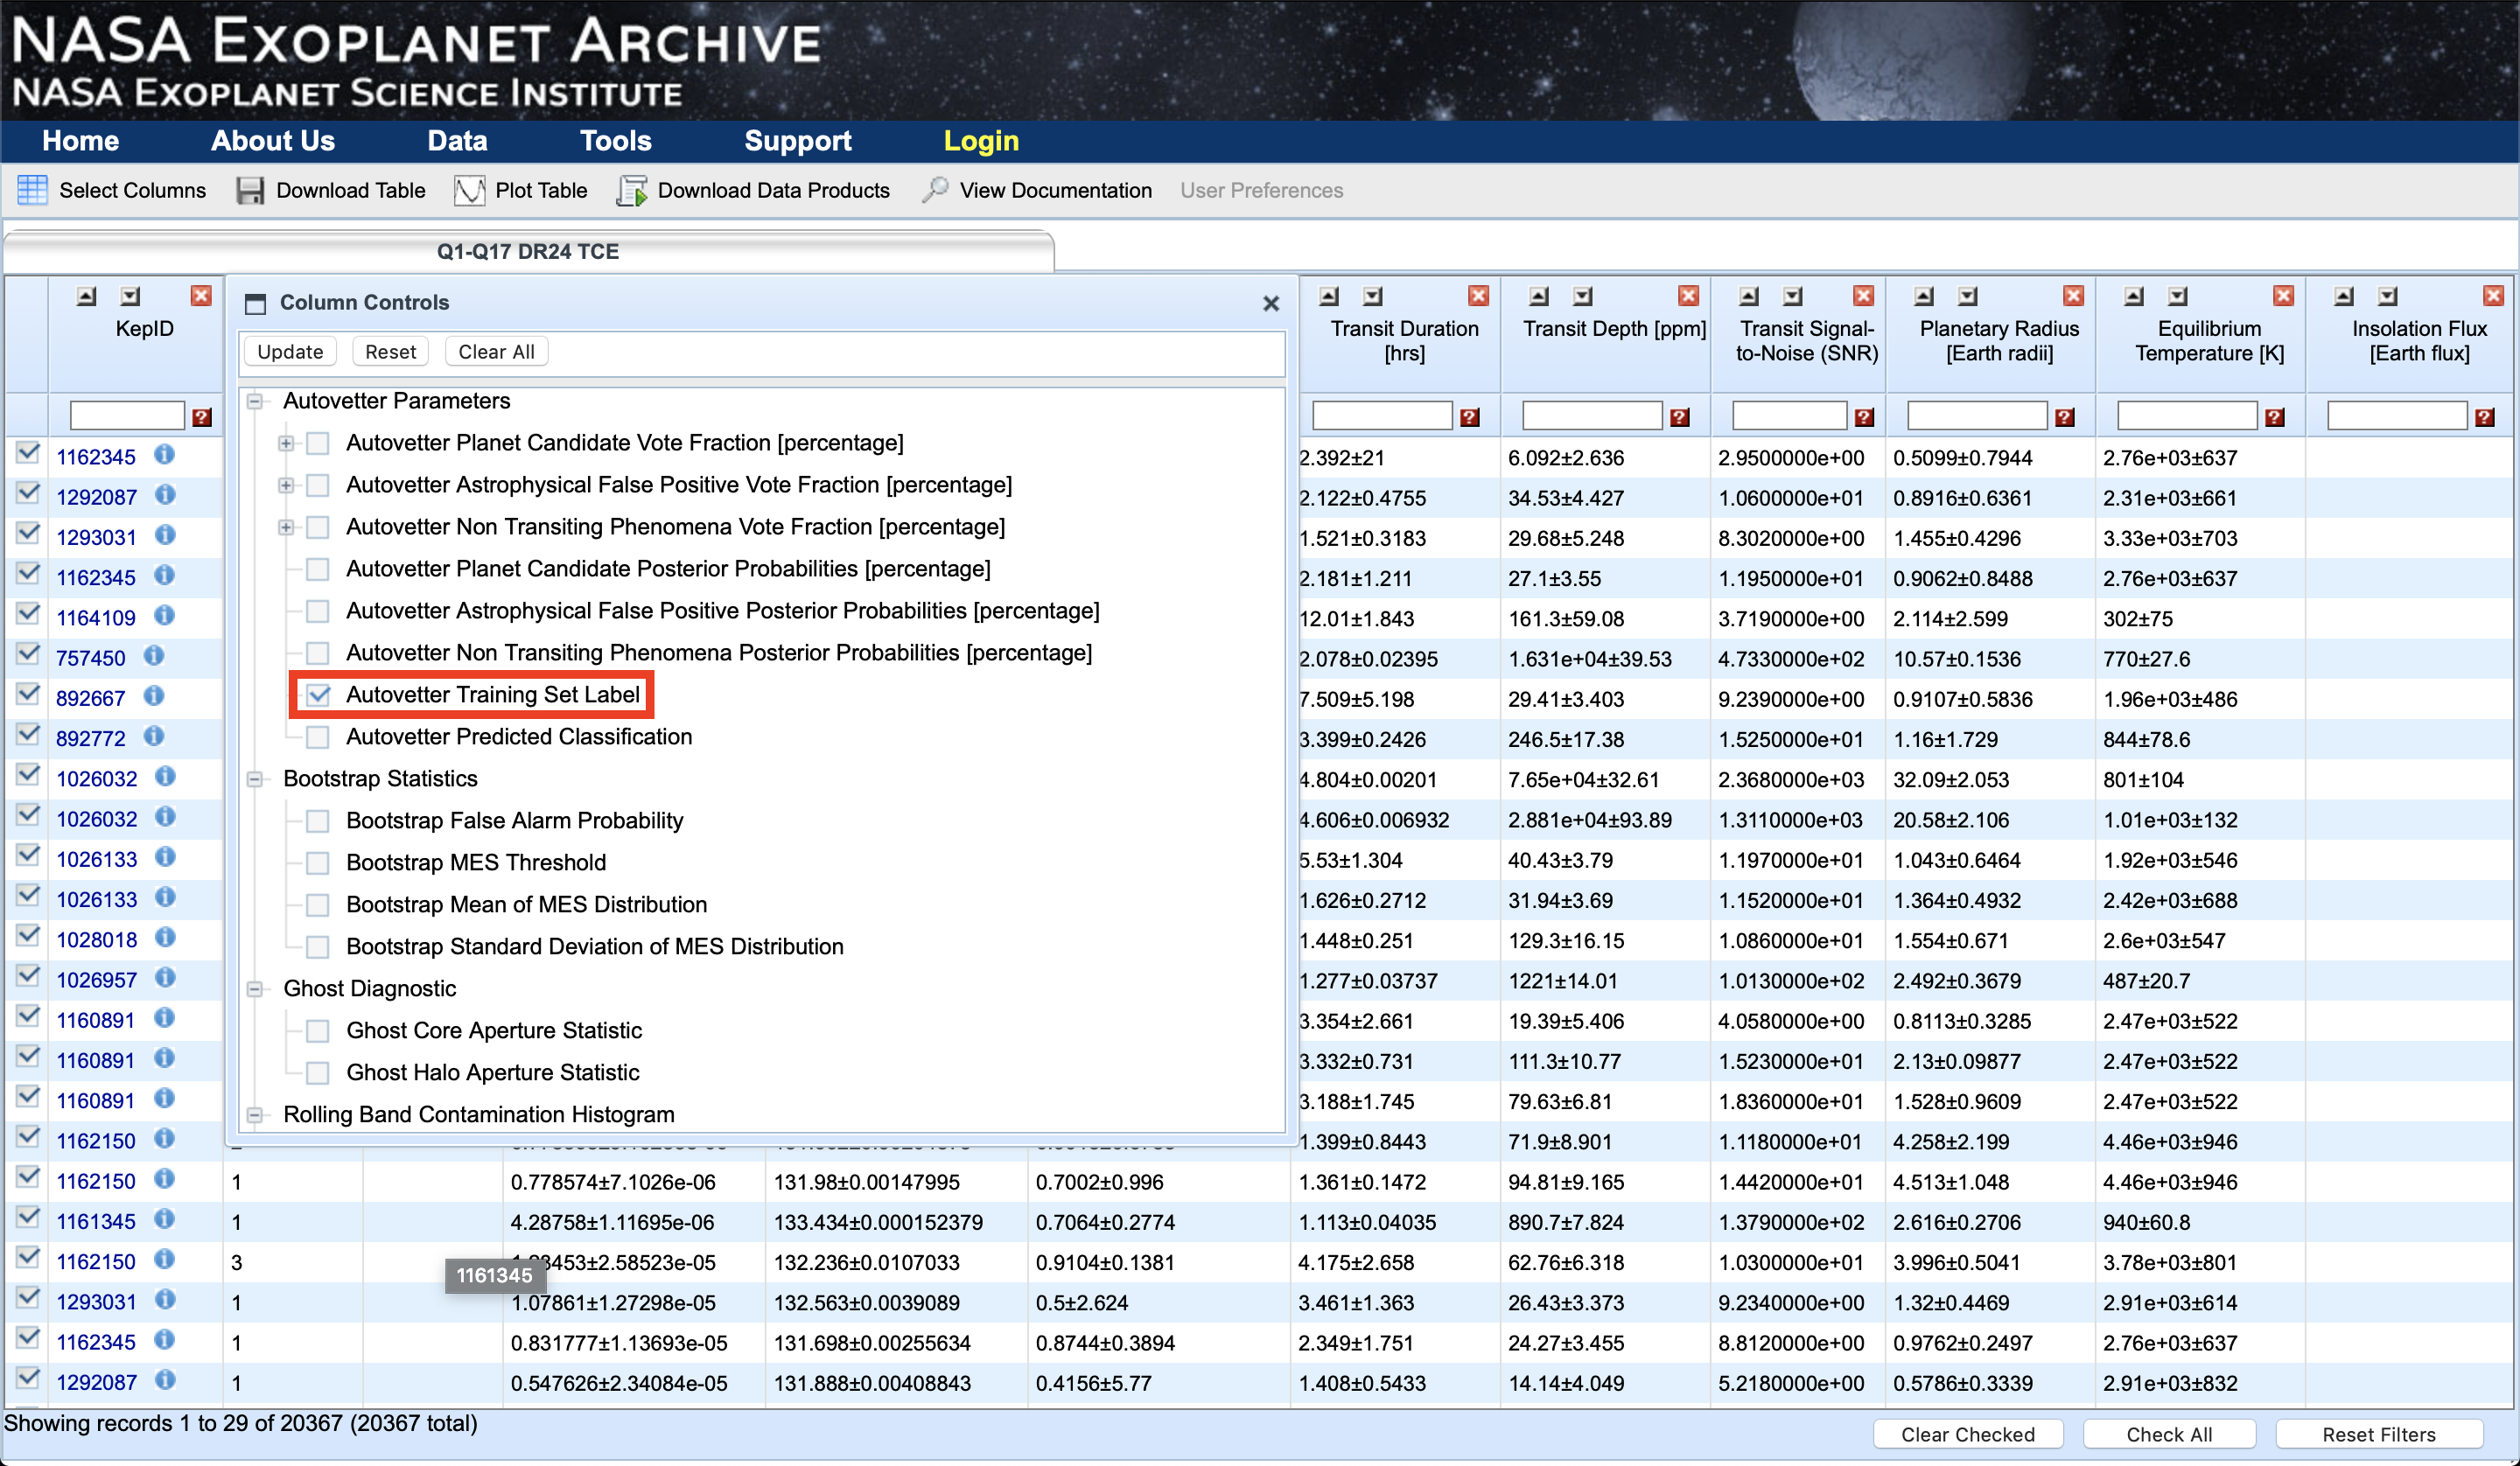 NASA EXOPLANET ARCHIVE
NASA EXOPLANET SCIENCE INSTITUTE
Home About Us Data Tools Support Login
Select Columns Download Table Plot Table Download Data Products View Documentation User Preferences
Q1-Q17 DR24 TCE
KepID
Column Controls
Update Reset Clear All
Autovetter Parameters
Autovetter Planet Candidate Vote Fraction [percentage]
Autovetter Astrophysical False Positive Vote Fraction [percentage]
Autovetter Non Transiting Phenomena Vote Fraction [percentage]
Autovetter Planet Candidate Posterior Probabilities [percentage]
Autovetter Astrophysical False Positive Posterior Probabilities [percentage]
Autovetter Non Transiting Phenomena Posterior Probabilities [percentage]
Autovetter Training Set Label
Autovetter Predicted Classification
Bootstrap Statistics
Bootstrap False Alarm Probability
Bootstrap MES Threshold
Bootstrap Mean of MES Distribution
Bootstrap Standard Deviation of MES Distribution
Ghost Diagnostic
Ghost Core Aperture Statistic
Ghost Halo Aperture Statistic
Rolling Band Contamination Histogram
Transit Duration [hrs] Transit Depth [ppm] Transit Signal-to-Noise (SNR) Planetary Radius [Earth radii] Equilibrium Temperature [K] Insolation Flux [Earth flux]
1162345 2.392±21 6.092±2.636 2.9500000e+00 0.5099±0.7944 2.76e+03±637
1292087 2.122±0.4755 34.53±4.427 1.0600000e+01 0.8916±0.6361 2.31e+03±661
1293031 1.521±0.3183 29.68±5.248 8.3020000e+00 1.455±0.4296 3.33e+03±703
1162345 2.181±1.211 27.1±3.55 1.1950000e+01 0.9062±0.8488 2.76e+03±637
1164109 12.01±1.843 161.3±59.08 3.7190000e+00 2.114±2.599 302±75
757450 2.078±0.02395 1.631e+04±39.53 4.7330000e+02 10.57±0.1536 770±27.6
892667 7.509±5.198 29.41±3.403 9.2390000e+00 0.9107±0.5836 1.96e+03±486
892772 3.399±0.2426 246.5±17.38 1.5250000e+01 1.16±1.729 844±78.6
1026032 4.804±0.00201 7.65e+04±32.61 2.3680000e+03 32.09±2.053 801±104
1026032 4.606±0.006932 2.881e+04±93.89 1.3110000e+03 20.58±2.106 1.01e+03±132
1026133 5.53±1.304 40.43±3.79 1.1970000e+01 1.043±0.6464 1.92e+03±546
1026133 1.626±0.2712 31.94±3.69 1.1520000e+01 1.364±0.4932 2.42e+03±688
1028018 1.448±0.251 129.3±16.15 1.0860000e+01 1.554±0.671 2.6e+03±547
1026957 1.277±0.03737 1221±14.01 1.0130000e+02 2.492±0.3679 487±20.7
1160891 3.354±2.661 19.39±5.406 4.0580000e+00 0.8113±0.3285 2.47e+03±522
1160891 3.332±0.731 111.3±10.77 1.5230000e+01 2.13±0.09877 2.47e+03±522
1160891 3.188±1.745 79.63±6.81 1.8360000e+01 1.528±0.9609 2.47e+03±522
1162150 1.399±0.8443 71.9±8.901 1.1180000e+01 4.258±2.199 4.46e+03±946
1162150 1 0.778574±7.1026e-06 131.98±0.00147995 0.7002±0.996 1.361±0.1472 94.81±9.165 1.4420000e+01 4.513±1.048 4.46e+03±946
1161345 1 4.28758±1.11695e-06 133.434±0.000152379 0.7064±0.2774 1.113±0.04035 890.7±7.824 1.3790000e+02 2.616±0.2706 940±60.8
1162150 3 132.236±0.0107033 0.9104±0.1381 4.175±2.658 62.76±6.318 1.0300000e+01 3.996±0.5041 3.78e+03±801
1161345
1293031 1 1.07861±1.27298e-05 132.563±0.0039089 0.5±2.624 3.461±1.363 26.43±3.373 9.2340000e+00 1.32±0.4469 2.91e+03±614
1162345 1 0.831777±1.13693e-05 131.698±0.00255634 0.8744±0.3894 2.349±1.751 24.27±3.455 8.8120000e+00 0.9762±0.2497 2.76e+03±637
1292087 1 0.547626±2.34084e-05 131.888±0.00408843 0.4156±5.77 1.408±0.5433 14.14±4.049 5.2180000e+00 0.5786±0.3339 2.91e+03±832
Showing records 1 to 29 of 20367 (20367 total)
Clear Checked Check All Reset Filters